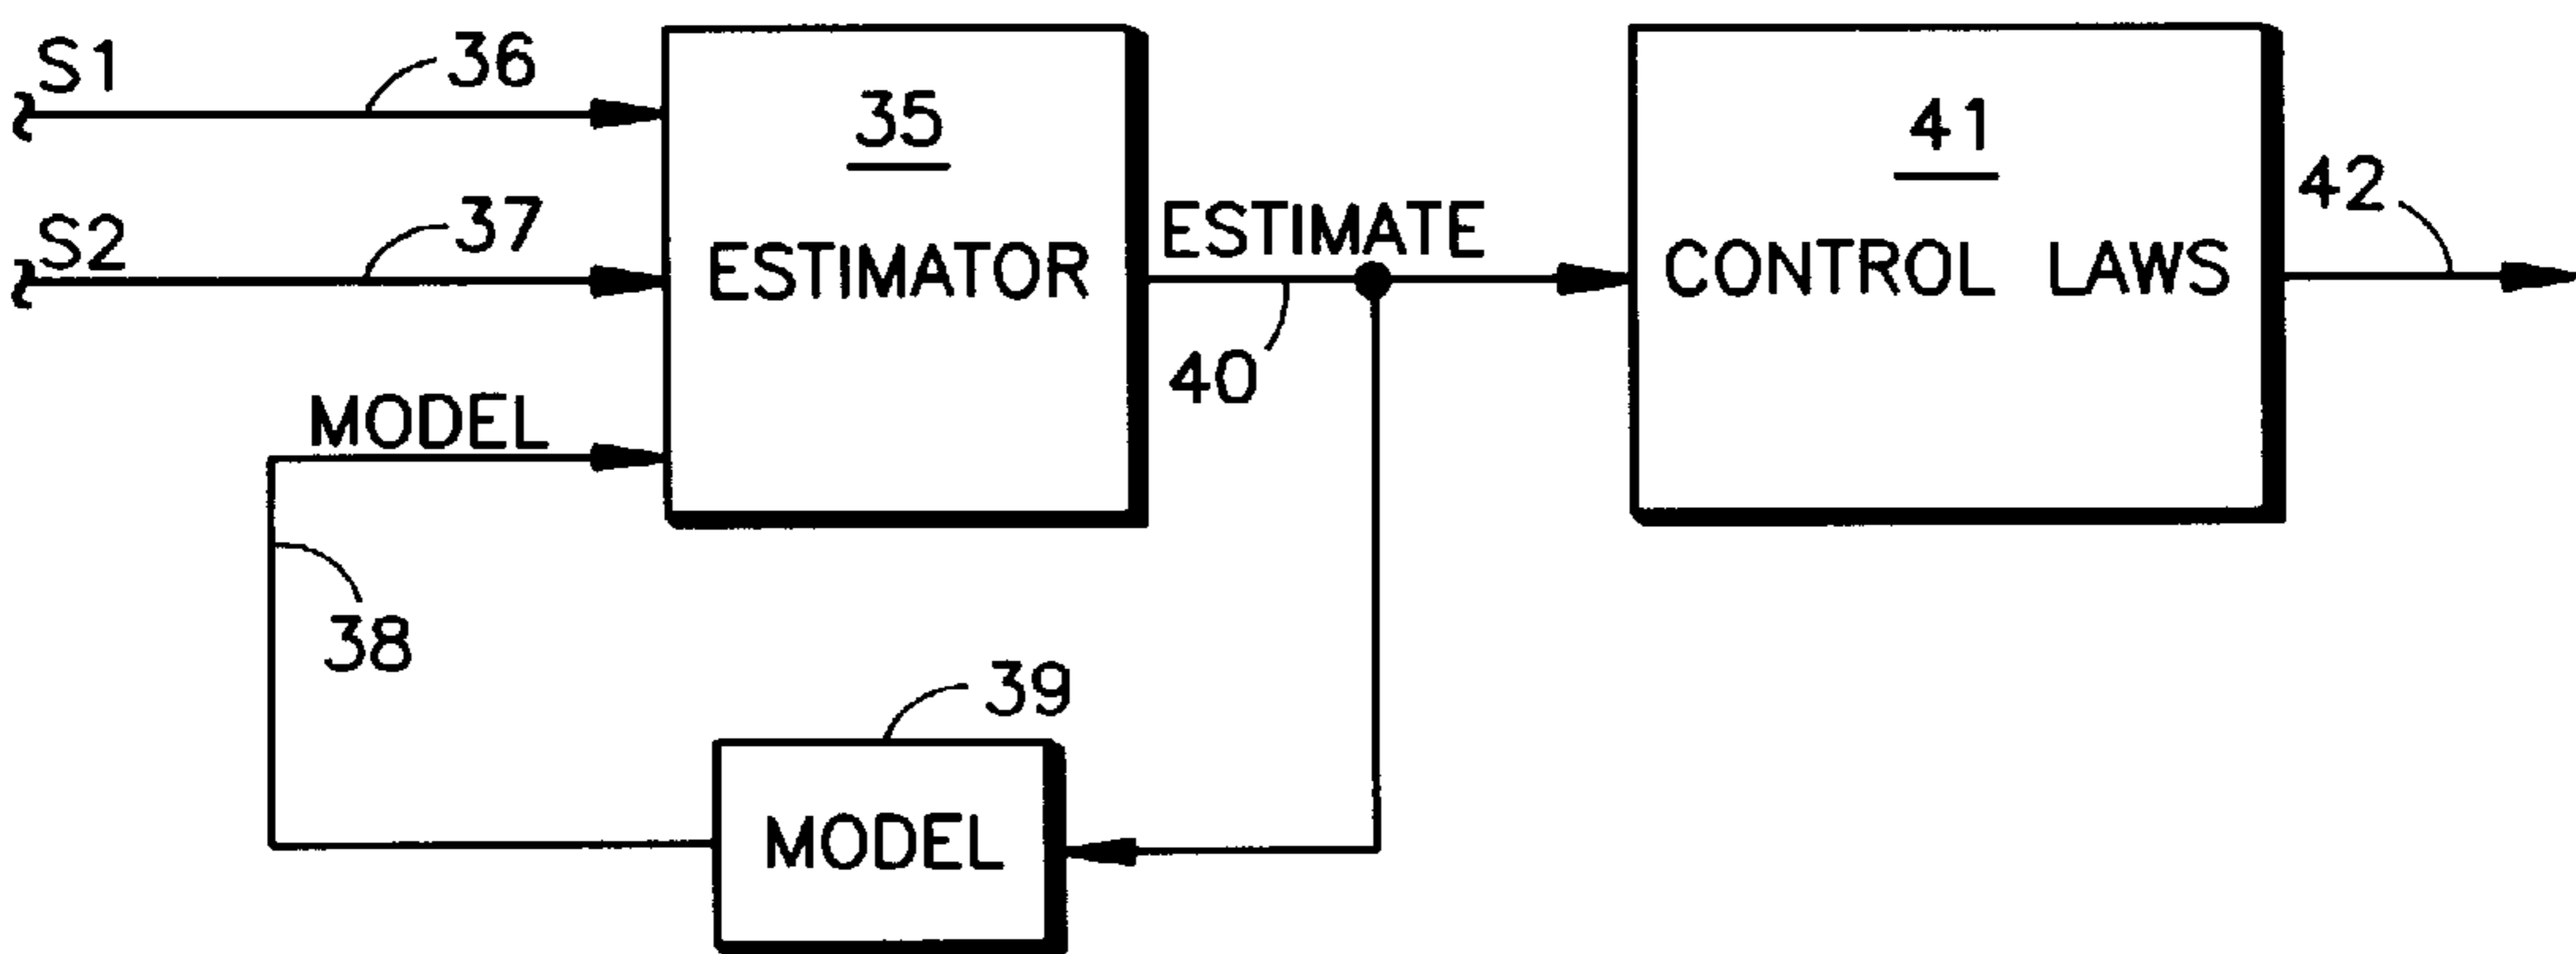 S1
36
35
41
S2
37
ESTIMATOR
ESTIMATE
CONTROL LAWS
42
40
MODEL
38
39
MODEL